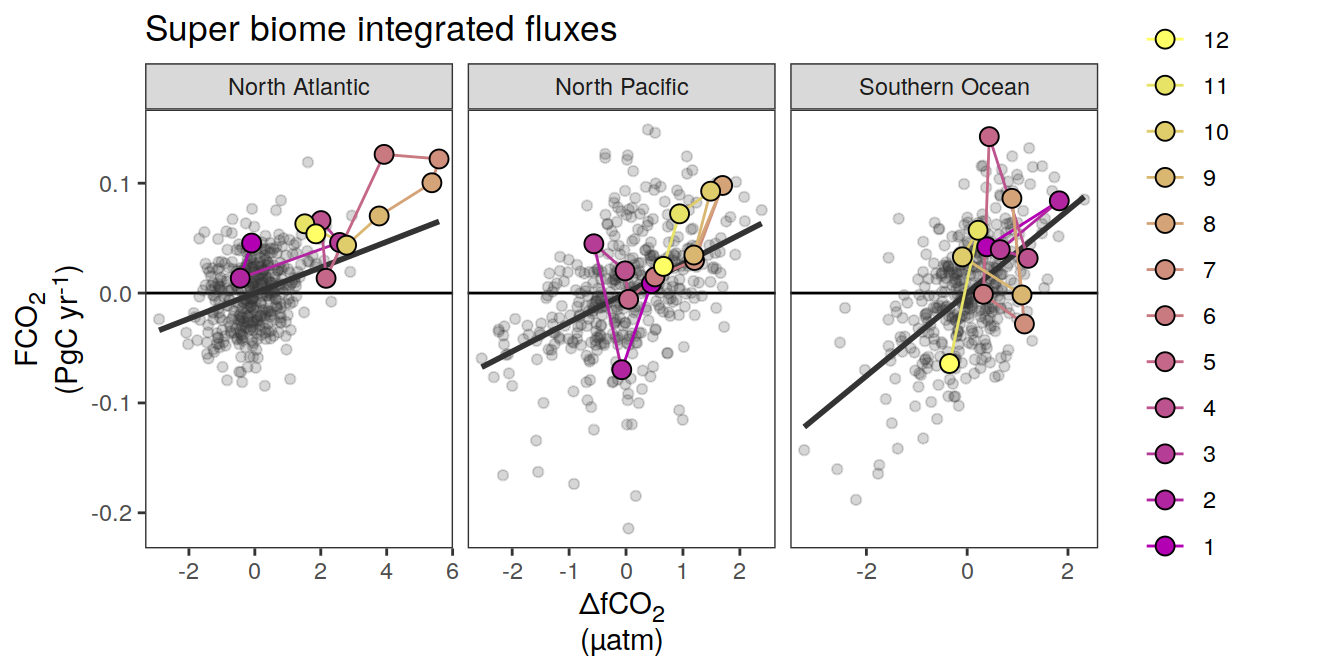 Super biome integrated fluxes
North Atlantic
North Pacific
Southern Ocean
0.1
0.0
-0.1
-0.2
FCO₂
(PgC yr⁻¹)
-2 0 2 4 6
-2 -1 0 1 2
-2 0 2
ΔfCO₂
(µatm)
12
11
10
9
8
7
6
5
4
3
2
1